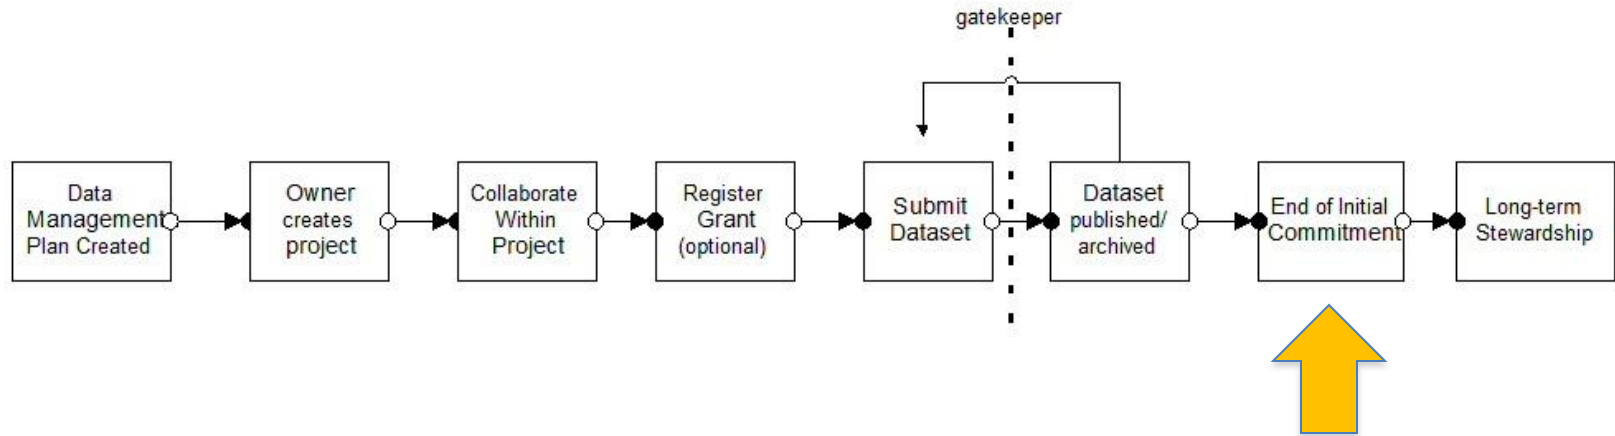 gatekeeper
Data
Management
Plan Created
Owner
creates
project
Collaborate
Within
Project
Register
Grant
(optional)
Submit
Dataset
Dataset
published/
archived
End of Initial
Commitment
Long-term
Stewardship